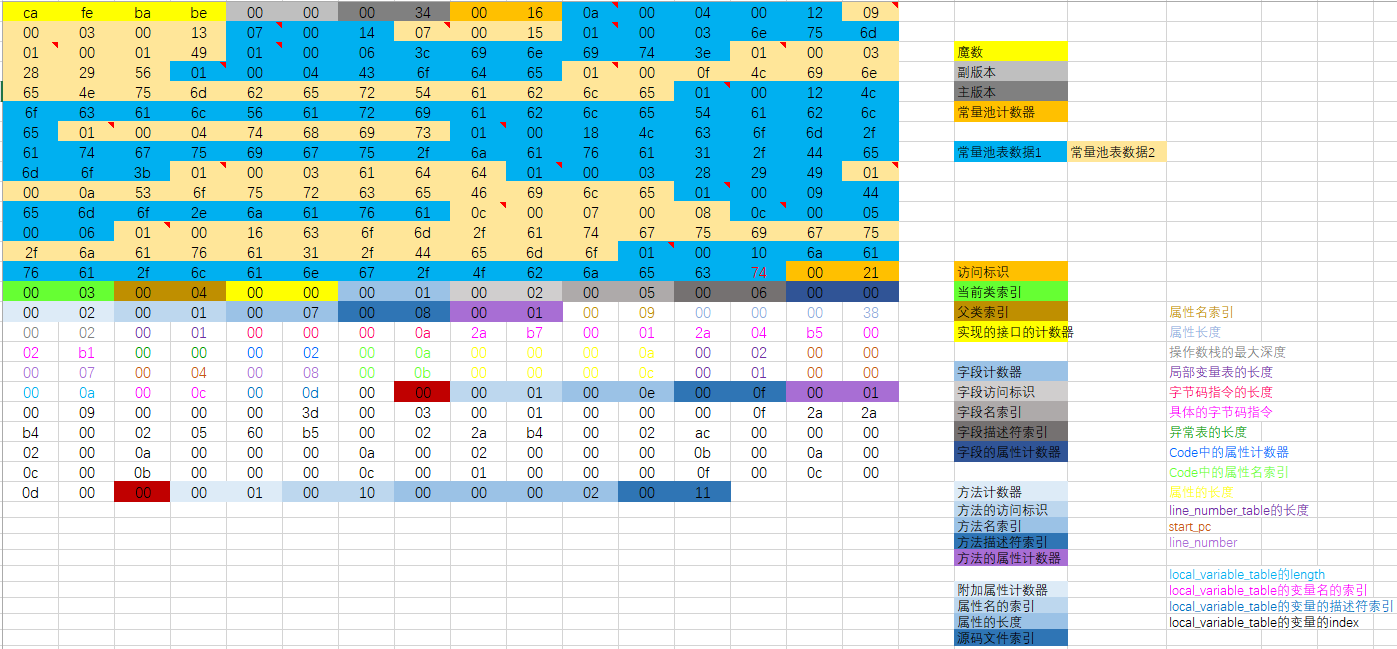 ca fe ba be 00 00 00 34 00 16 0a 00 04 00 12 09
00 03 00 13 07 00 14 07 00 15 01 00 03 6e 75 6d
01 00 01 49 01 00 06 3c 69 6e 69 74 3e 01 00 03
28 29 56 01 00 04 43 6f 64 65 01 00 0f 4c 69 6e
65 4e 75 6d 62 65 72 54 61 62 6c 65 01 00 12 4c
6f 63 61 6c 56 61 72 69 61 62 6c 65 54 61 62 6c
65 01 00 04 74 68 69 73 01 00 18 4c 63 6f 6d 2f
61 74 67 75 69 67 75 2f 6a 61 76 61 31 2f 44 65
6d 6f 3b 01 00 03 61 64 64 01 00 03 28 29 49 01
00 0a 53 6f 75 72 63 65 46 69 6c 65 01 00 09 44
65 6d 6f 2e 6a 61 76 61 0c 00 07 00 08 0c 00 05
00 06 01 00 16 63 6f 6d 2f 61 74 67 75 69 67 75
2f 6a 61 76 61 31 2f 44 65 6d 6f 01 00 10 6a 61
76 61 2f 6c 61 6e 67 2f 4f 62 6a 65 63 74 00 21
00 03 00 04 00 00 00 01 00 02 00 05 00 06 00 00
00 02 00 01 00 07 00 08 00 01 00 09 00 00 00 38
00 02 00 01 00 00 00 0a 2a b7 00 01 2a 04 b5 00
02 b1 00 00 00 02 00 0a 00 00 00 0a 00 02 00 00
00 07 00 04 00 08 00 0b 00 00 00 0c 00 01 00 00
00 0a 00 0c 00 0d 00 00 00 01 00 0e 00 0f 00 01
00 09 00 00 00 3d 00 03 00 01 00 00 00 0f 2a 2a
b4 00 02 05 60 b5 00 02 2a b4 00 02 ac 00 00 00
02 00 0a 00 00 00 0a 00 02 00 00 00 0b 00 0a 00
0c 00 0b 00 00 00 0c 00 01 00 00 00 0f 00 0c 00
0d 00 00 00 01 00 10 00 00 00 02 00 11
魔数
副版本
主版本
常量池计数器
常量池表数据1 常量池表数据2
访问标识
当前类索引
父类索引
实现的接口的计数器
字段计数器
字段访问标识
字段名索引
字段描述符索引
字段的属性计数器
方法计数器
方法的访问标识
方法名索引
方法描述符索引
方法的属性计数器
附加属性计数器
属性名的索引
属性的长度
源码文件索引
属性名索引
属性长度
操作数栈的最大深度
局部变量表的长度
字节码指令的长度
具体的字节码指令
异常表的长度
Code中的属性计数器
Code中的属性名索引
属性的长度
line_number_table的长度
start_pc
line_number
local_variable_table的length
local_variable_table的变量名的索引
local_variable_table的变量的描述符索引
local_variable_table的变量的index